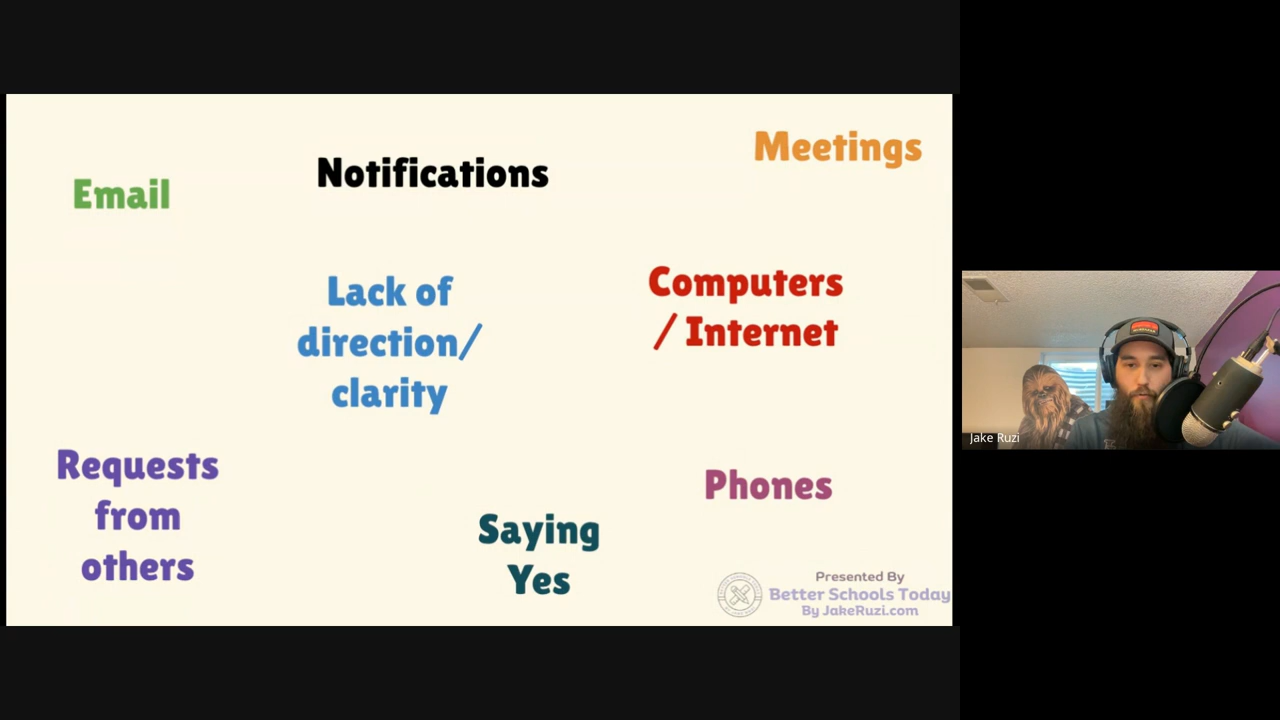 Meetings
Notifications
Email
Lack of
direction/
clarity
Computers
/ Internet
Requests
from
others
Phones
Saying
Yes
Presented By
Better Schools Today
By JakeRuzi.com
Jake Ruzi